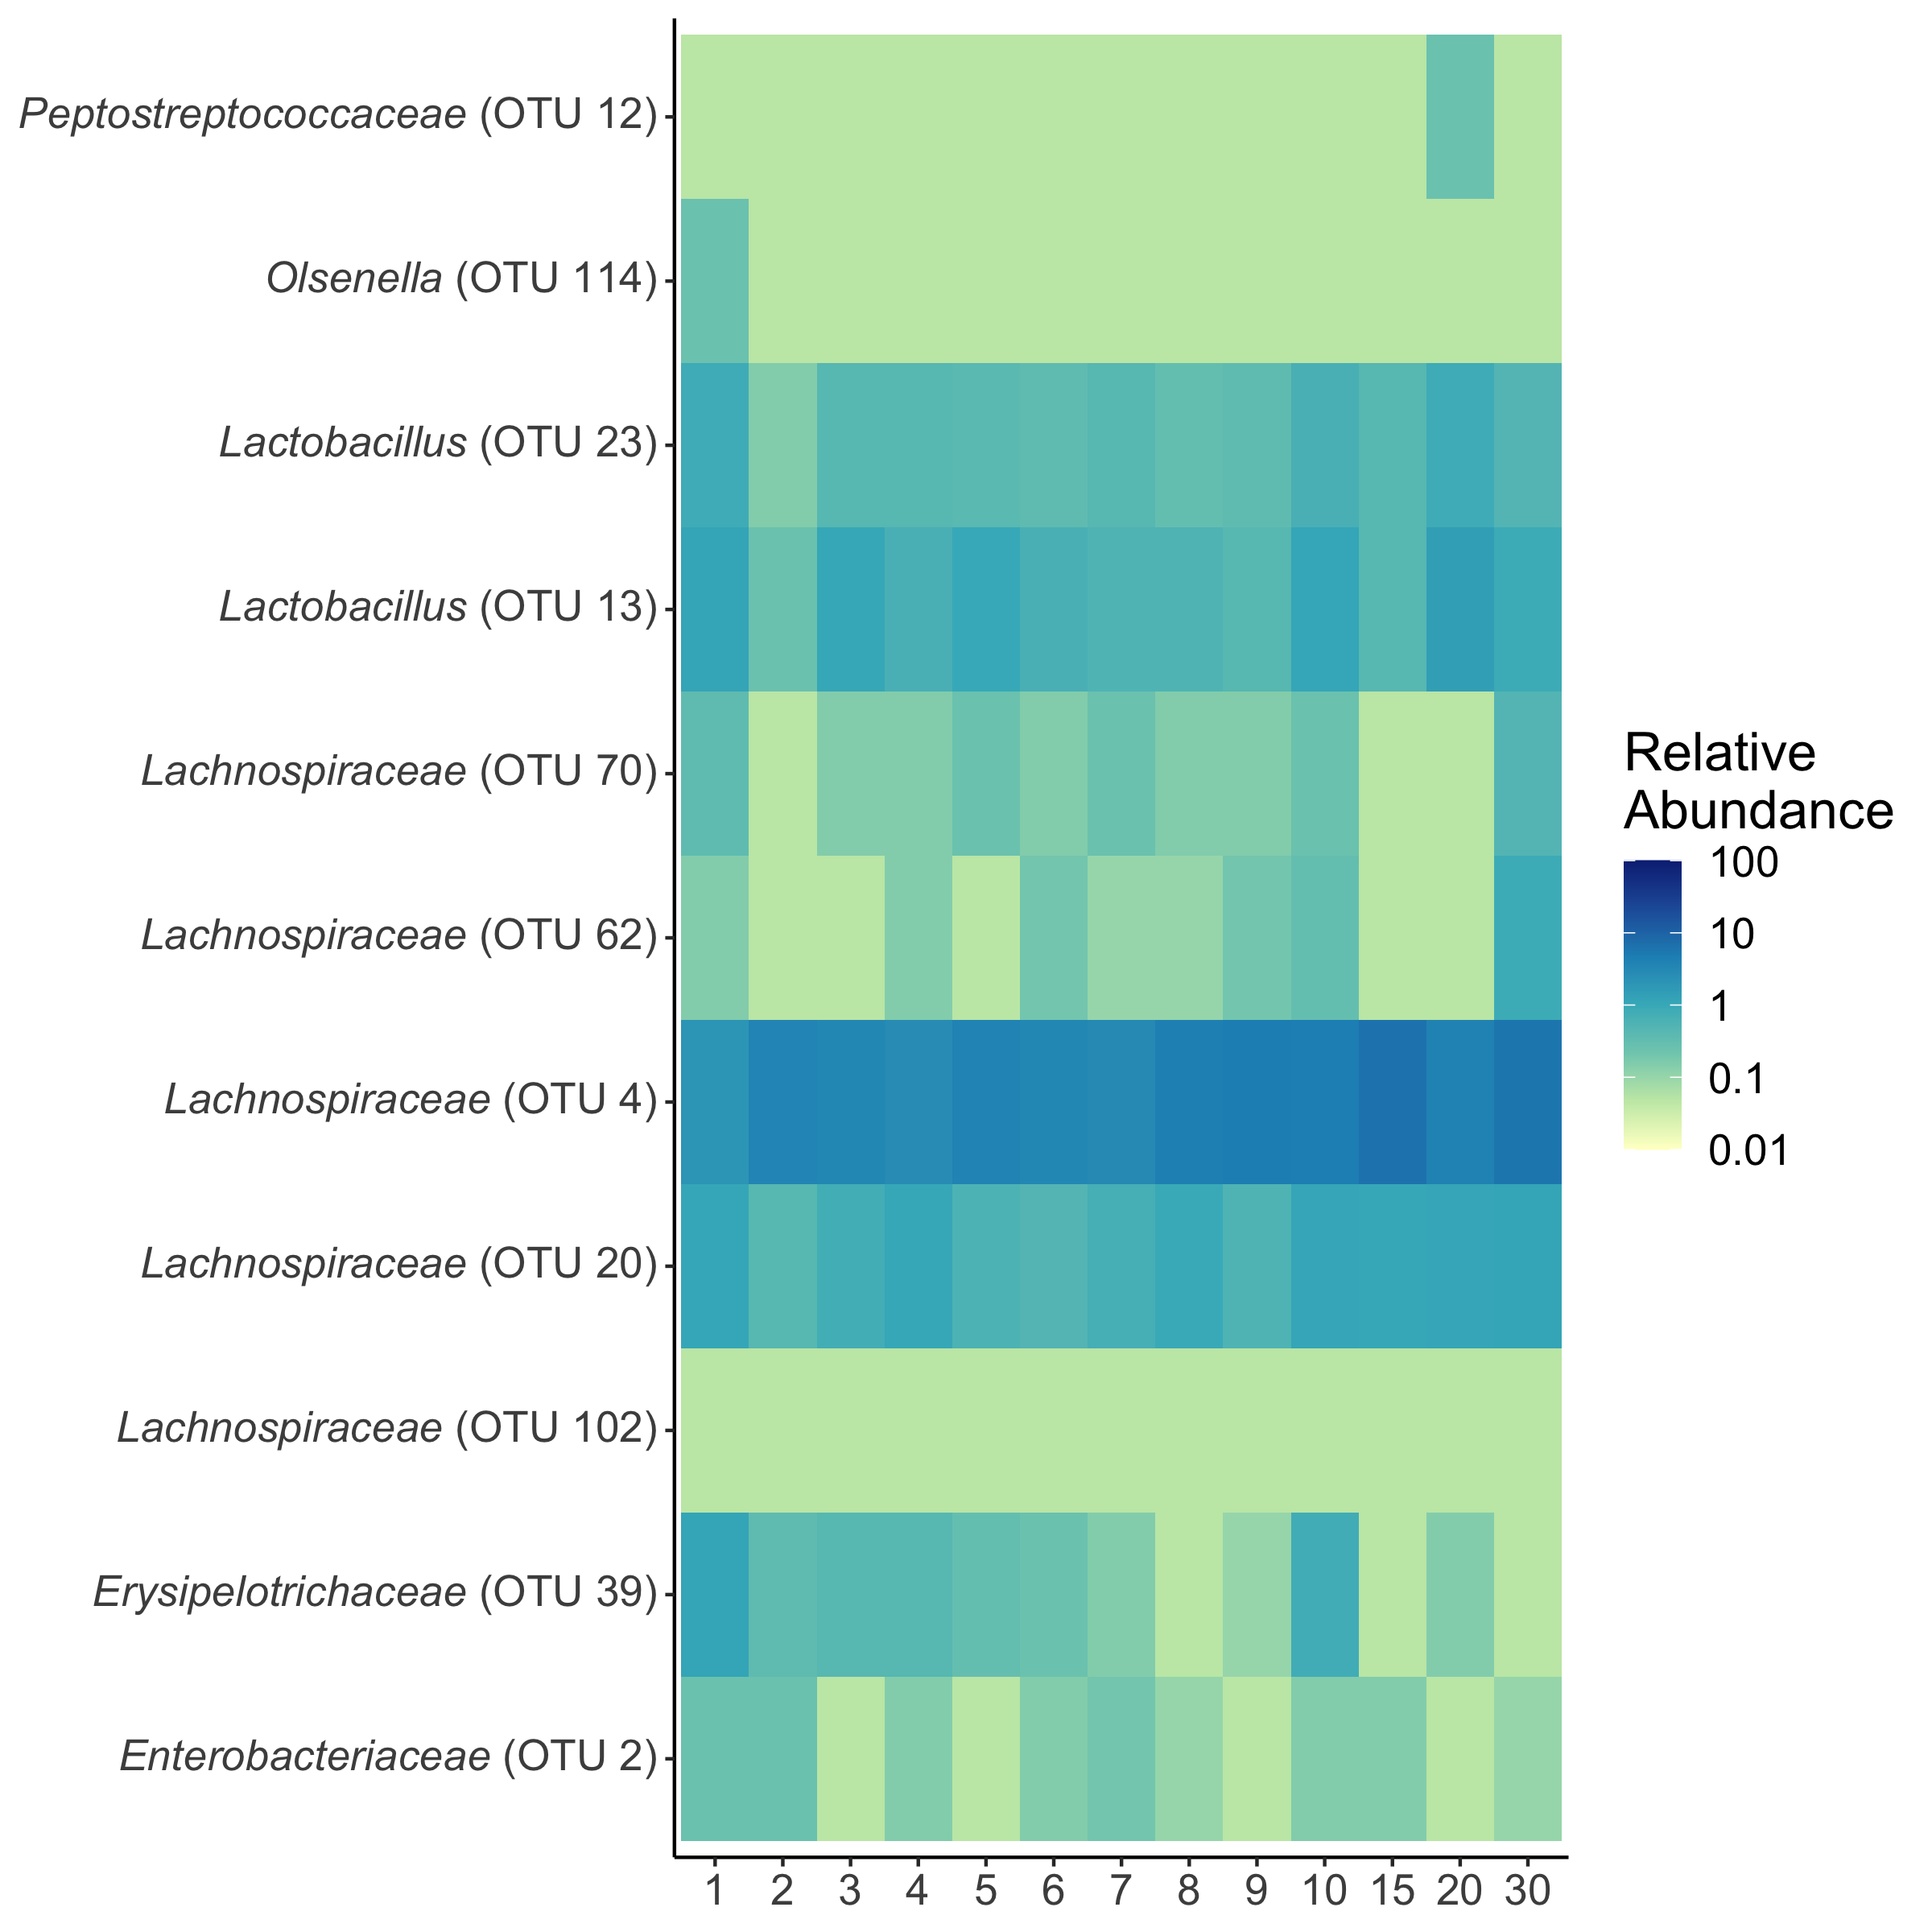 Peptostreptococcaceae (OTU 12)
Olsenella (OTU 114)
Lactobacillus (OTU 23)
Lactobacillus (OTU 13)
Lachnospiraceae (OTU 70)
Lachnospiraceae (OTU 62)
Lachnospiraceae (OTU 4)
Lachnospiraceae (OTU 20)
Lachnospiraceae (OTU 102)
Erysipelotrichaceae (OTU 39)
Enterobacteriaceae (OTU 2)
1 2 3 4 5 6 7 8 9 10 15 20 30
Relative
Abundance
100
10
1
0.1
0.01